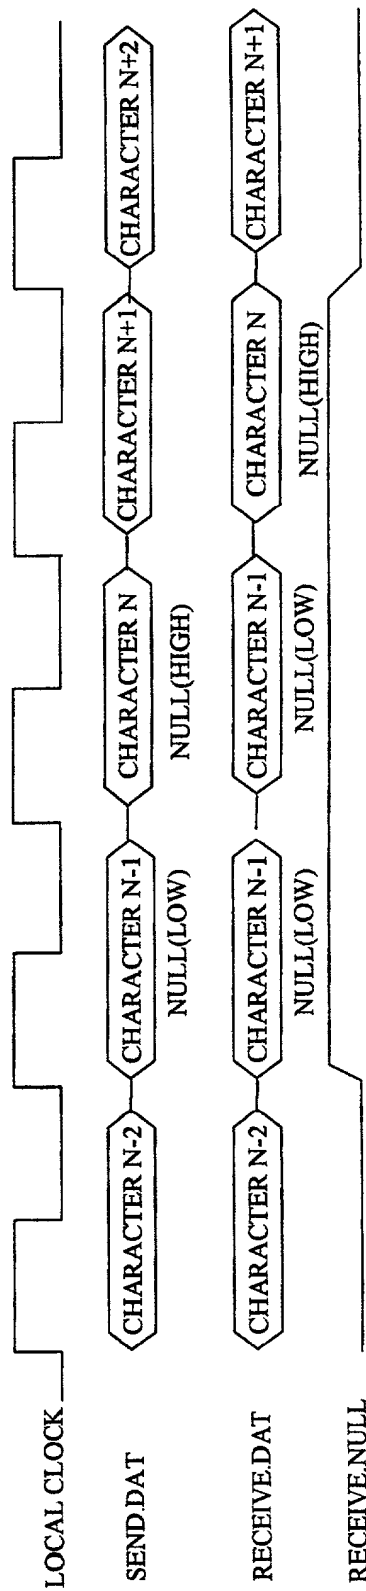 LOCAL CLOCK
SEND.DAT
CHARACTER N-2
CHARACTER N-1
CHARACTER N
CHARACTER N+1
CHARACTER N+2
NULL(LOW)
NULL(HIGH)
RECEIVE.DAT
CHARACTER N-2
CHARACTER N-1
CHARACTER N-1
CHARACTER N
CHARACTER N+1
NULL(LOW)
NULL(LOW)
NULL(HIGH)
RECEIVE.NULL